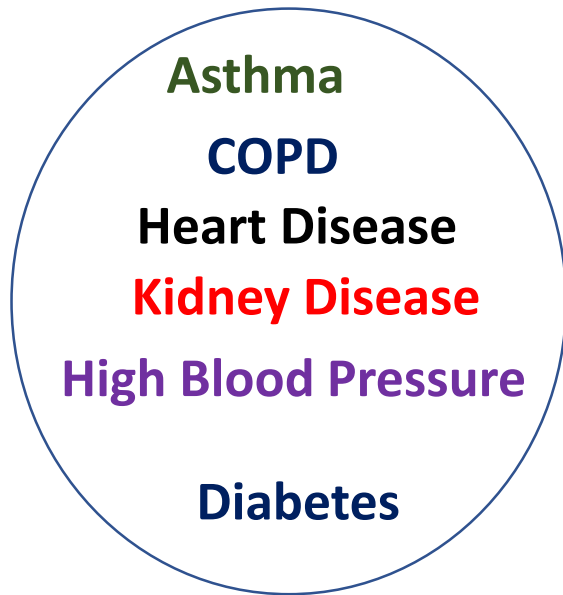 Asthma
COPD
Heart Disease
Kidney Disease
High Blood Pressure
Diabetes